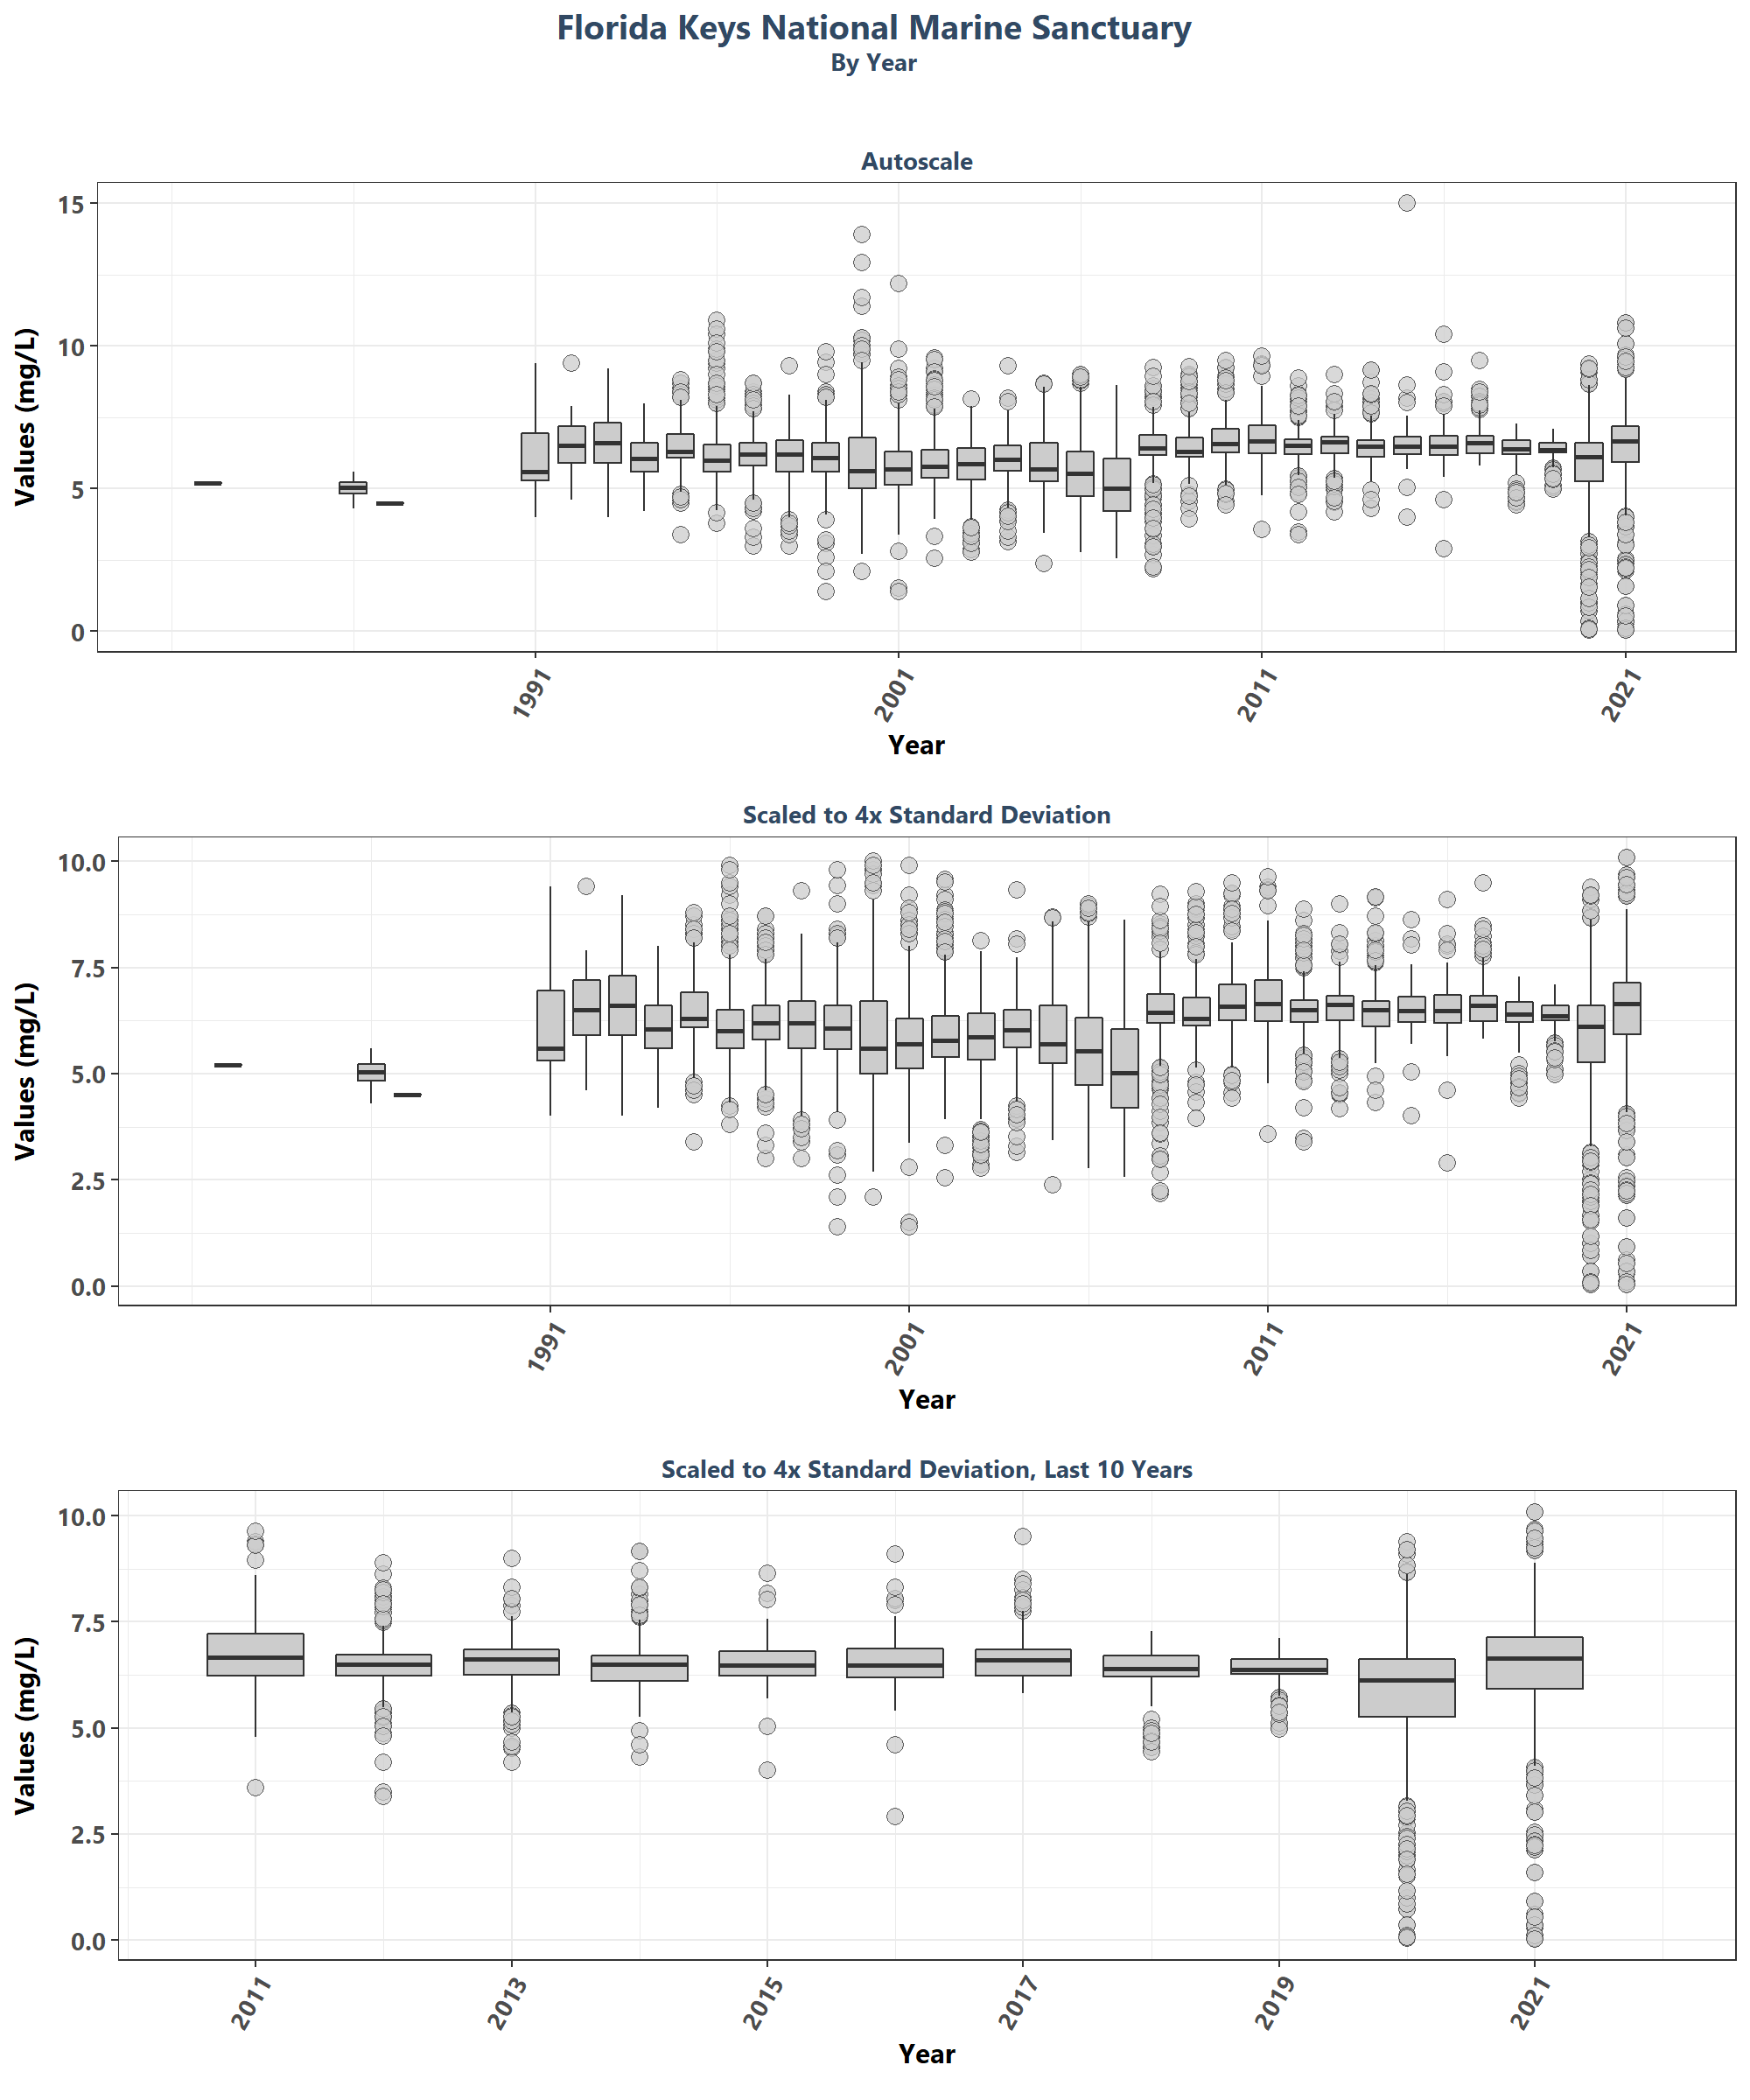 Florida Keys National Marine Sanctuary
By Year
Autoscale
Values (mg/L)
15
10
5
0
1991
2001
2011
2021
Year
Scaled to 4x Standard Deviation
Values (mg/L)
10.0
7.5
5.0
2.5
0.0
1991
2001
2011
2021
Year
Scaled to 4x Standard Deviation, Last 10 Years
Values (mg/L)
10.0
7.5
5.0
2.5
0.0
2011
2013
2015
2017
2019
2021
Year